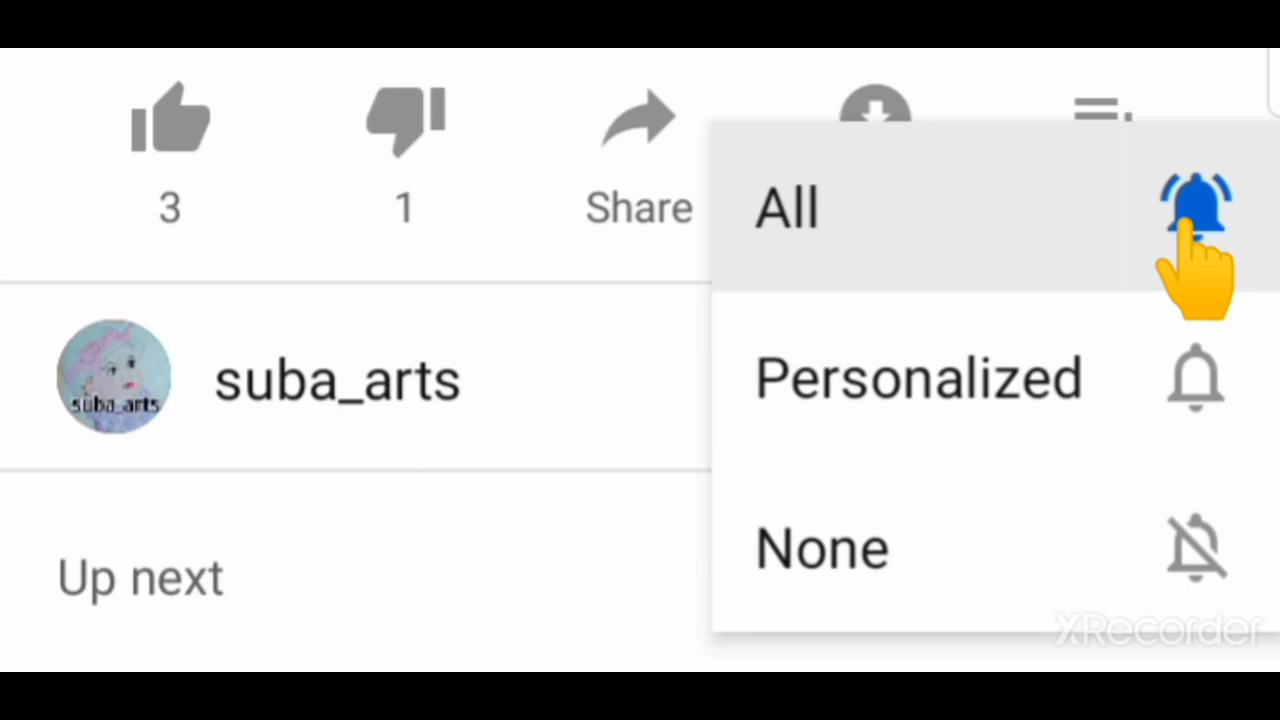 3
1
Share
All
suba_arts
suba_arts
Personalized
None
Up next
XRecorder